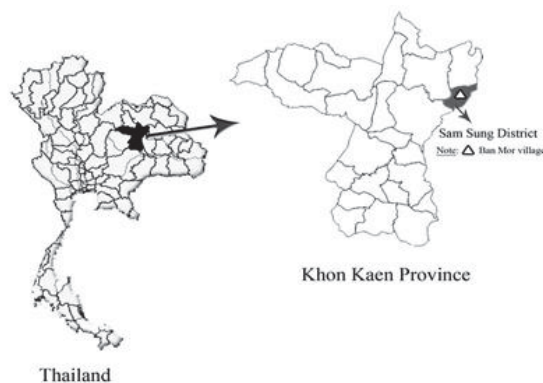 Sam Sung District
Note: △ Ban Mor village
Khon Kaen Province
Thailand